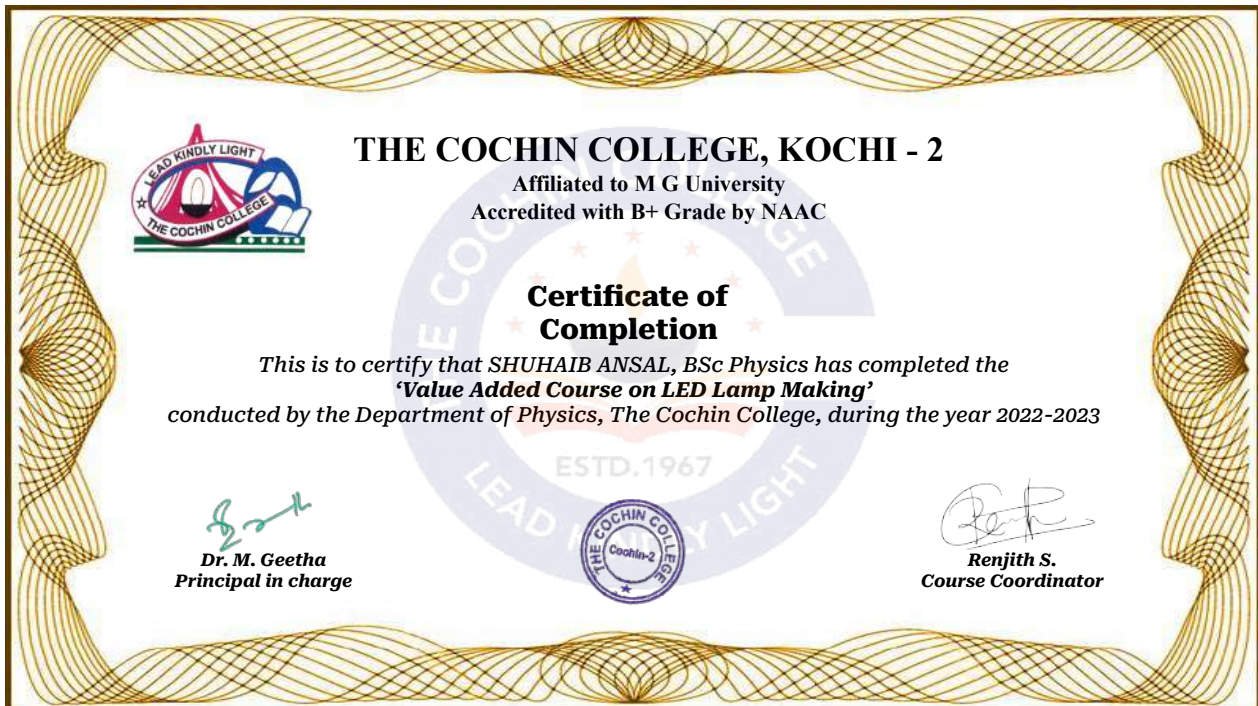 LEAD KINDLY LIGHT
THE COCHIN COLLEGE
THE COCHIN COLLEGE, KOCHI - 2
Affiliated to M G University
Accredited with B+ Grade by NAAC
THE COCHIN COLLEGE
Certificate of
Completion
This is to certify that SHUHAIB ANSAL, BSc Physics has completed the
‘Value Added Course on LED Lamp Making’
conducted by the Department of Physics, The Cochin College, during the year 2022-2023
ESTD.1967
LEAD KINDLY LIGHT
THE COCHIN COLLEGE
Cochin-2
Dr. M. Geetha
Principal in charge
Renjith S.
Course Coordinator